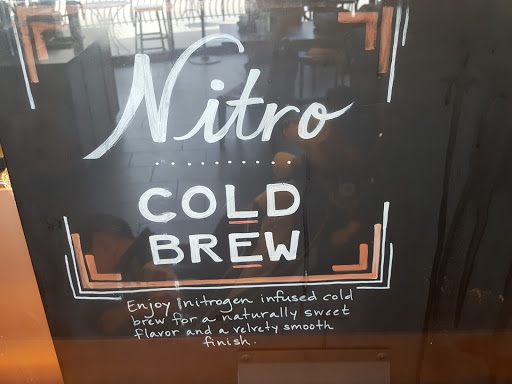 Nitro
COLD
BREW
Enjoy nitrogen infused cold
brew for a naturally sweet
flavor and a velvety smooth
finish.